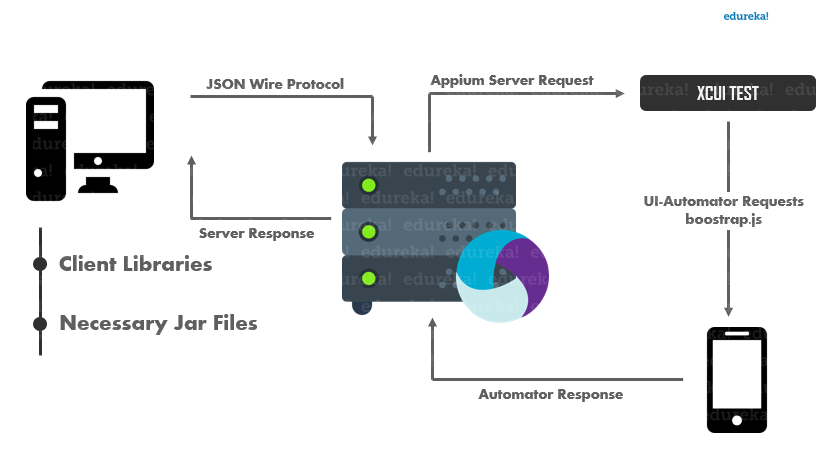 edureka!
JSON Wire Protocol
Appium Server Request
XCUI TEST
UI-Automator Requests
boostrap.js
Server Response
Client Libraries
Necessary Jar Files
Automator Response